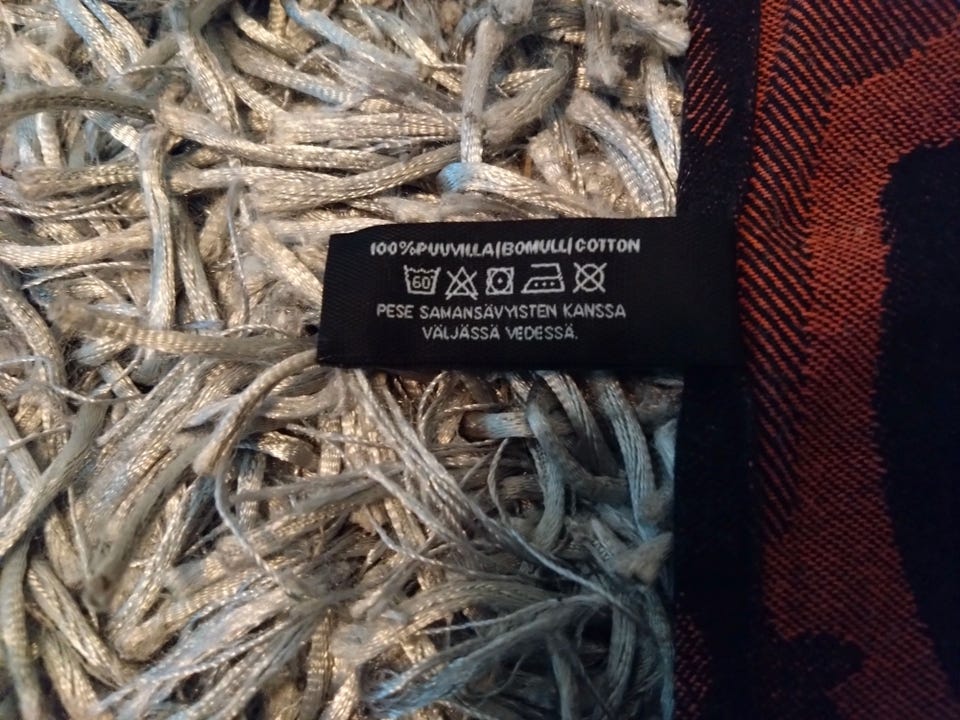 100%PUUVILLA|BOMULL|COTTON
60
PESE SAMANSÄVYISTEN KANSSA
VÄLJÄSSÄ VEDESSÄ.